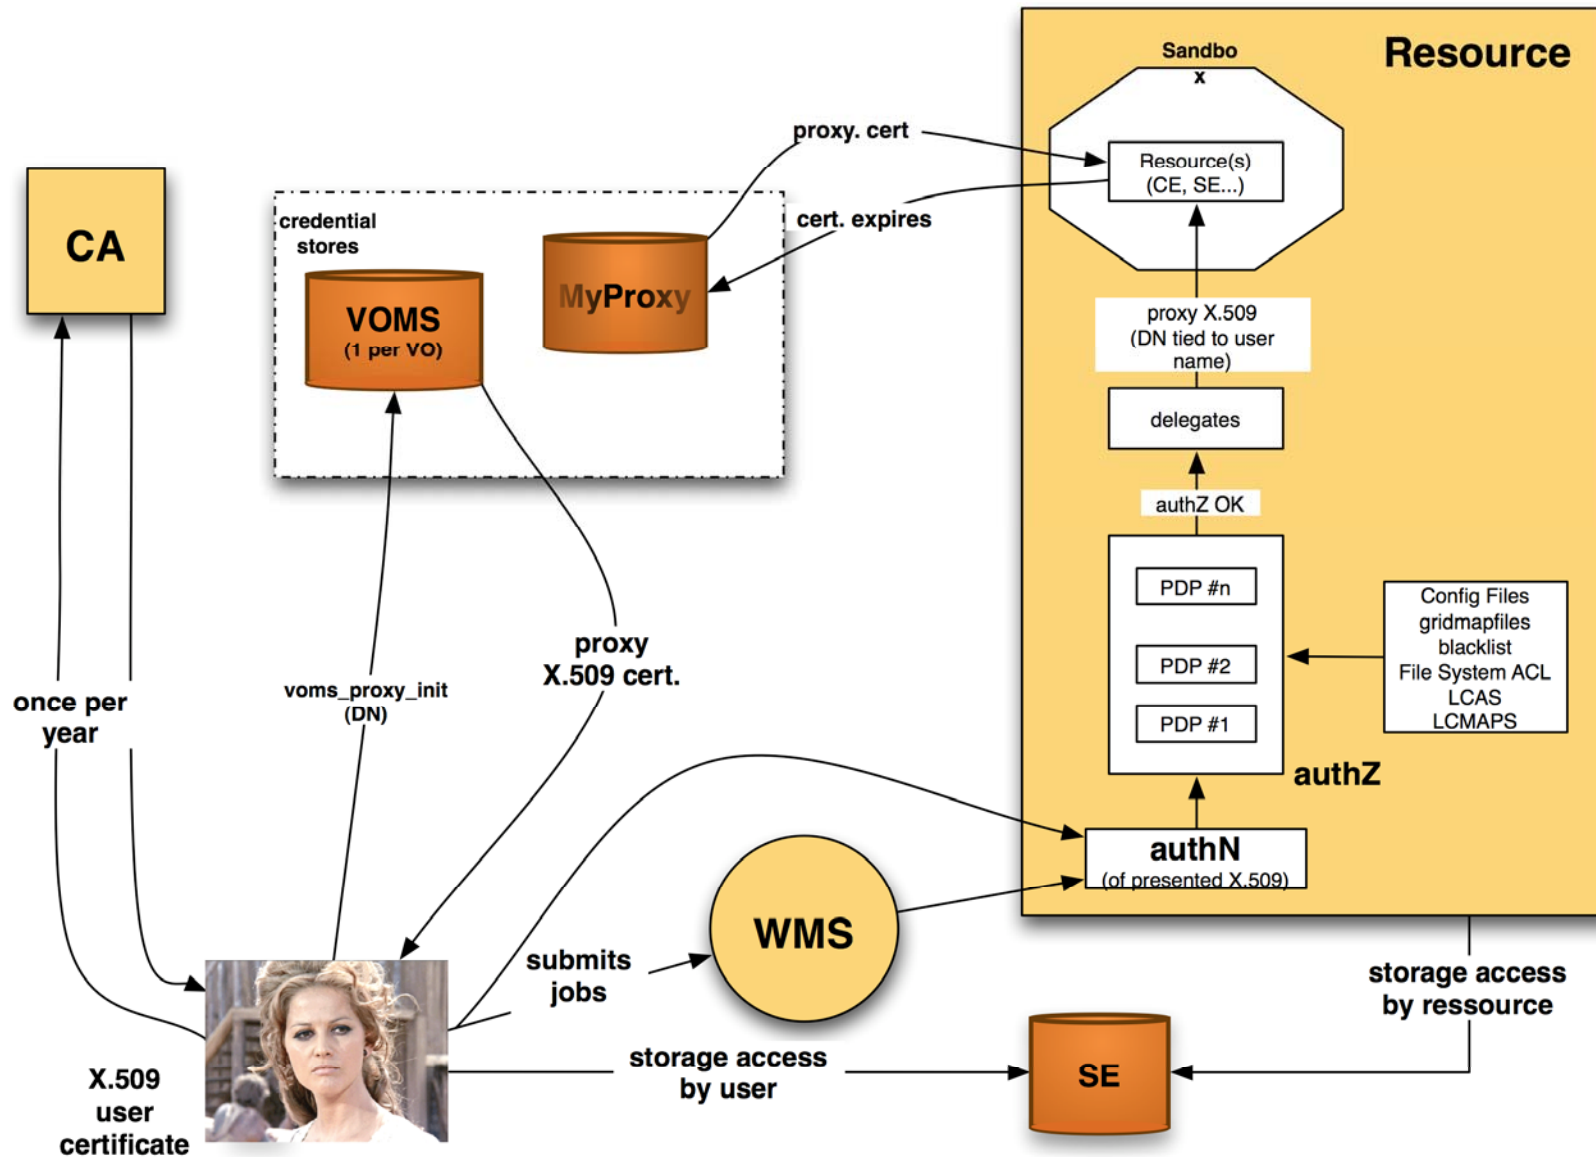 Resource
Sandbo
x
proxy. cert
Resource(s)
(CE, SE...)
CA
credential
stores
cert. expires
MyProxy
VOMS
(1 per VO)
proxy X.509
(DN tied to user
name)
delegates
authZ OK
PDP #n
PDP #2
PDP #1
Config Files
gridmapfiles
blacklist
File System ACL
LCAS
LCMAPS
authZ
proxy
X.509 cert.
voms_proxy_init
(DN)
once per
year
authN
(of presented X.509)
WMS
submits
jobs
storage access
by ressource
storage access
by user
SE
X.509
user
certificate